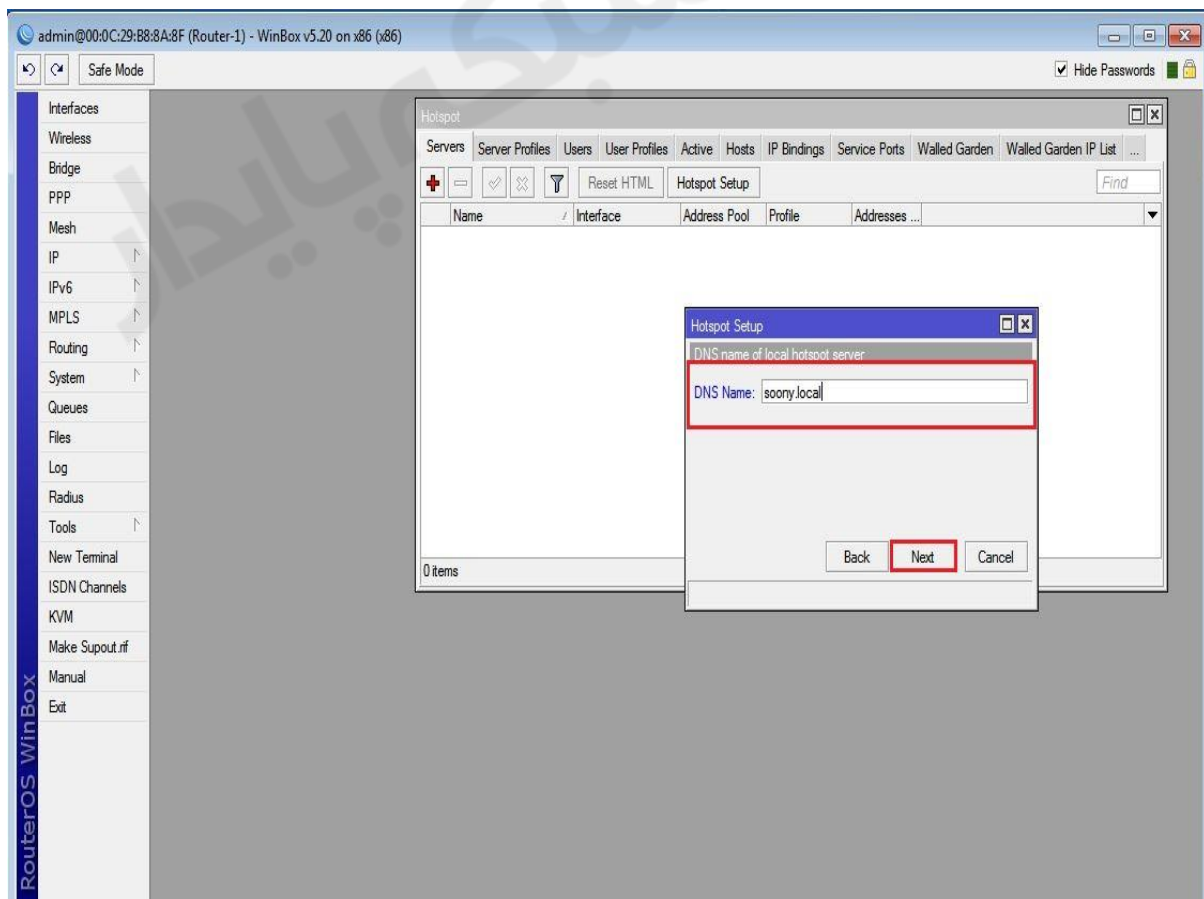 admin@00:0C:29:B8:8A:8F (Router-1) - WinBox v5.20 on x86 (x86)
Safe Mode
Hide Passwords
Interfaces
Wireless
Bridge
PPP
Mesh
IP
IPv6
MPLS
Routing
System
Queues
Files
Log
Radius
Tools
New Terminal
ISDN Channels
KVM
Make Supout.rif
Manual
Exit
RouterOS WinBox
Hotspot
Servers Server Profiles Users User Profiles Active Hosts IP Bindings Service Ports Walled Garden Walled Garden IP List ...
Reset HTML Hotspot Setup Find
Name / Interface Address Pool Profile Addresses ...
0 items
Hotspot Setup
DNS name of local hotspot server
DNS Name: soony.local
Back Next Cancel
شبکه پایدار